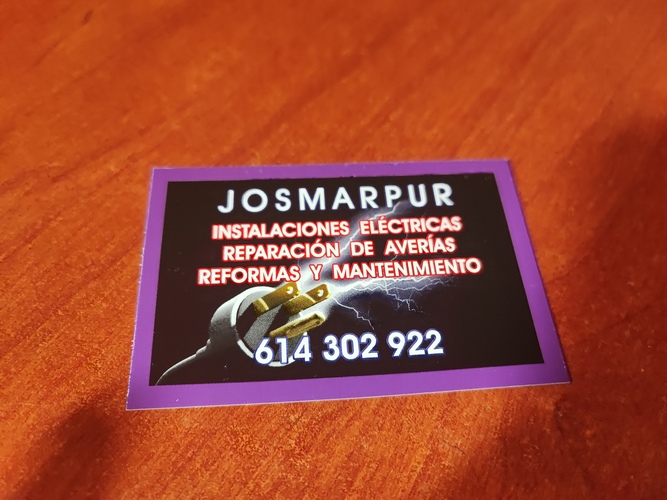 JOSMARPUR
INSTALACIONES ELÉCTRICAS
REPARACIÓN DE AVERÍAS
REFORMAS Y MANTENIMIENTO
614 302 922